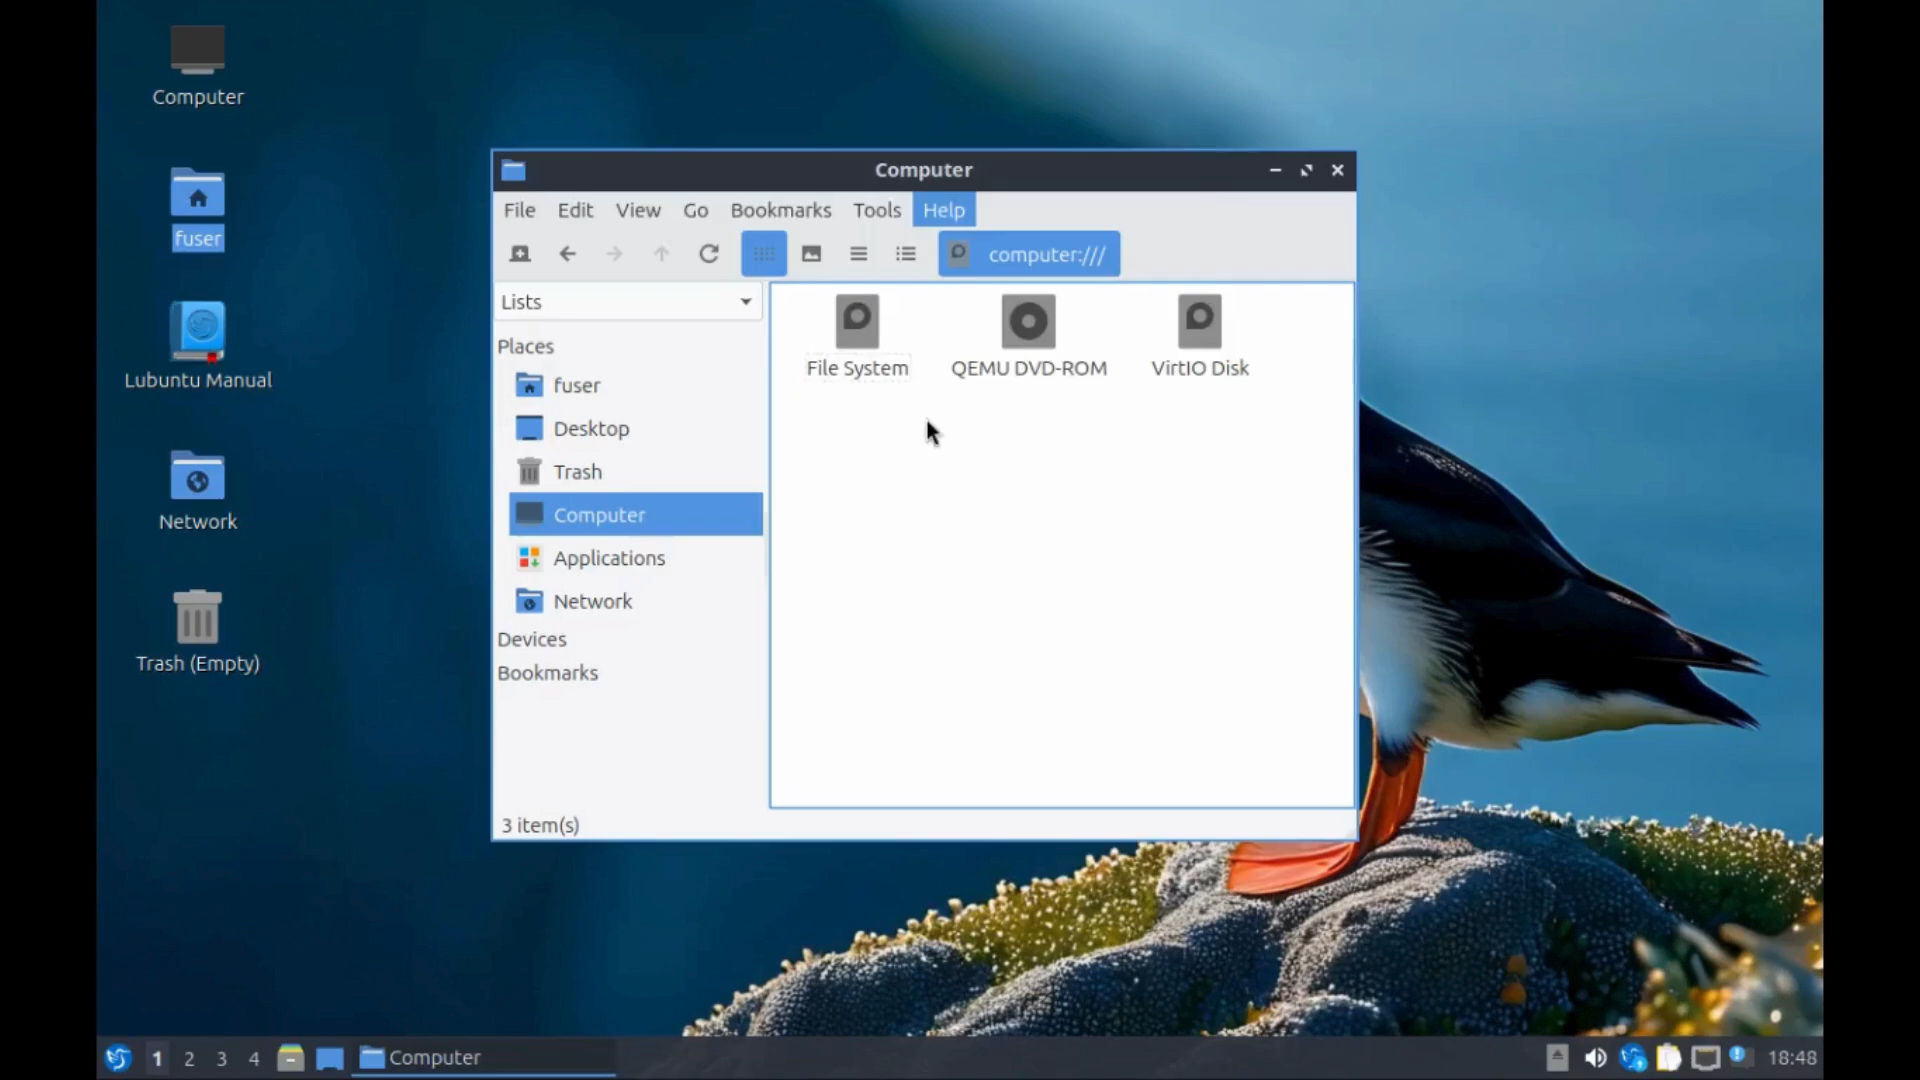 Computer
fuser
Lubuntu Manual
Network
Trash (Empty)
Computer
File Edit View Go Bookmarks Tools Help
computer:///
Lists
Places
fuser
Desktop
Trash
Computer
Applications
Network
Devices
Bookmarks
File System QEMU DVD-ROM VirtIO Disk
3 item(s)
1 2 3 4 Computer 18:48